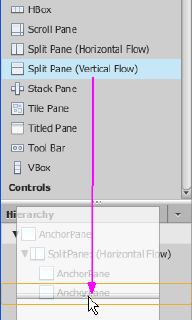 HBox
Scroll Pane
Split Pane (Horizontal Flow)
Split Pane (Vertical Flow)
Stack Pane
Tile Pane
Titled Pane
Tool Bar
VBox
Controls
Hierarchy
AnchorPane
SplitPane (Horizontal Flow)
AnchorPane
AnchorPane